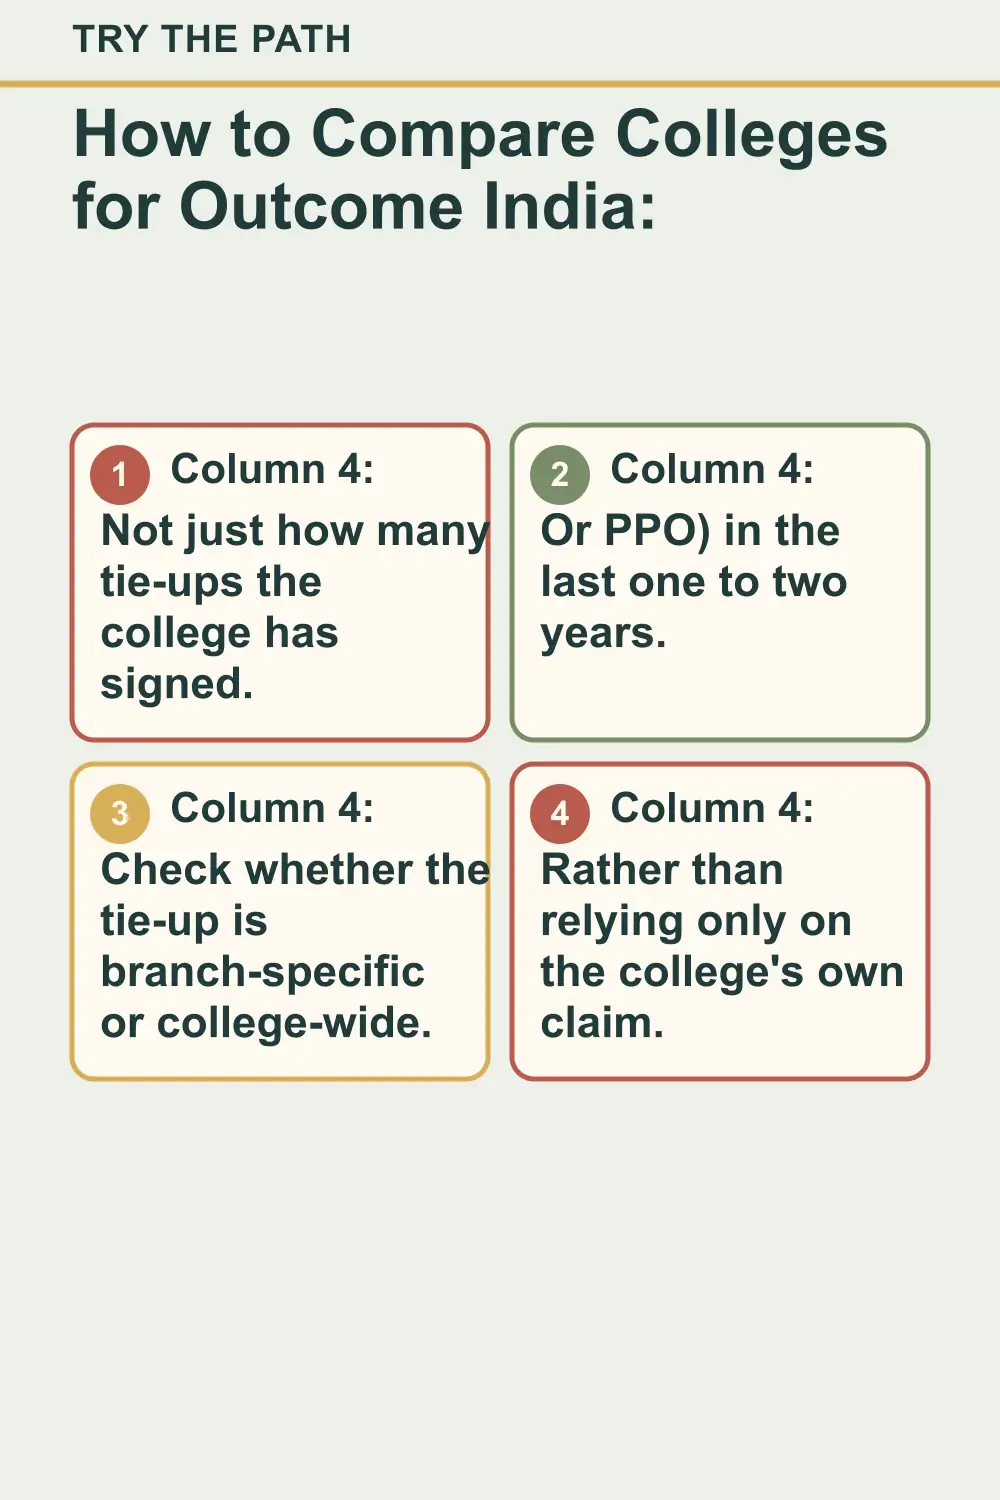 TRY THE PATH
How to Compare Colleges
for Outcome India:
1 Column 4:
Not just how many
tie-ups the
college has
signed.
2 Column 4:
Or PPO) in the
last one to two
years.
3 Column 4:
Check whether the
tie-up is
branch-specific
or college-wide.
4 Column 4:
Rather than
relying only on
the college's own
claim.